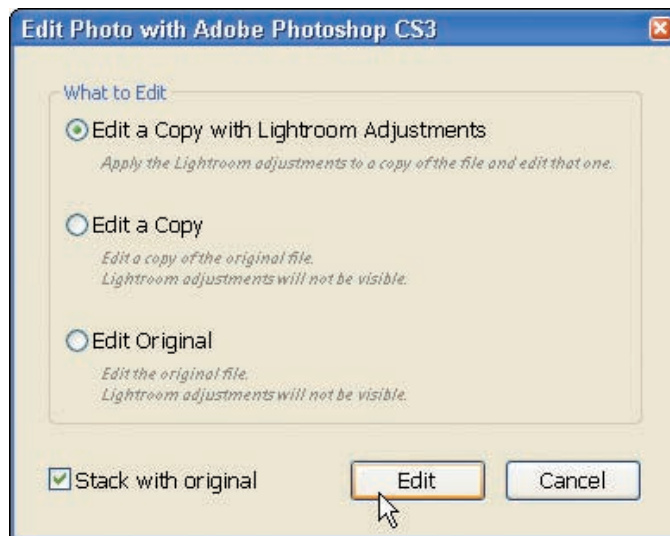 Edit Photo with Adobe Photoshop CS3
What to Edit
Edit a Copy with Lightroom Adjustments
Apply the Lightroom adjustments to a copy of the file and edit that one.
Edit a Copy
Edit a copy of the original file.
Lightroom adjustments will not be visible.
Edit Original
Edit the original file.
Lightroom adjustments will not be visible.
Stack with original
Edit
Cancel